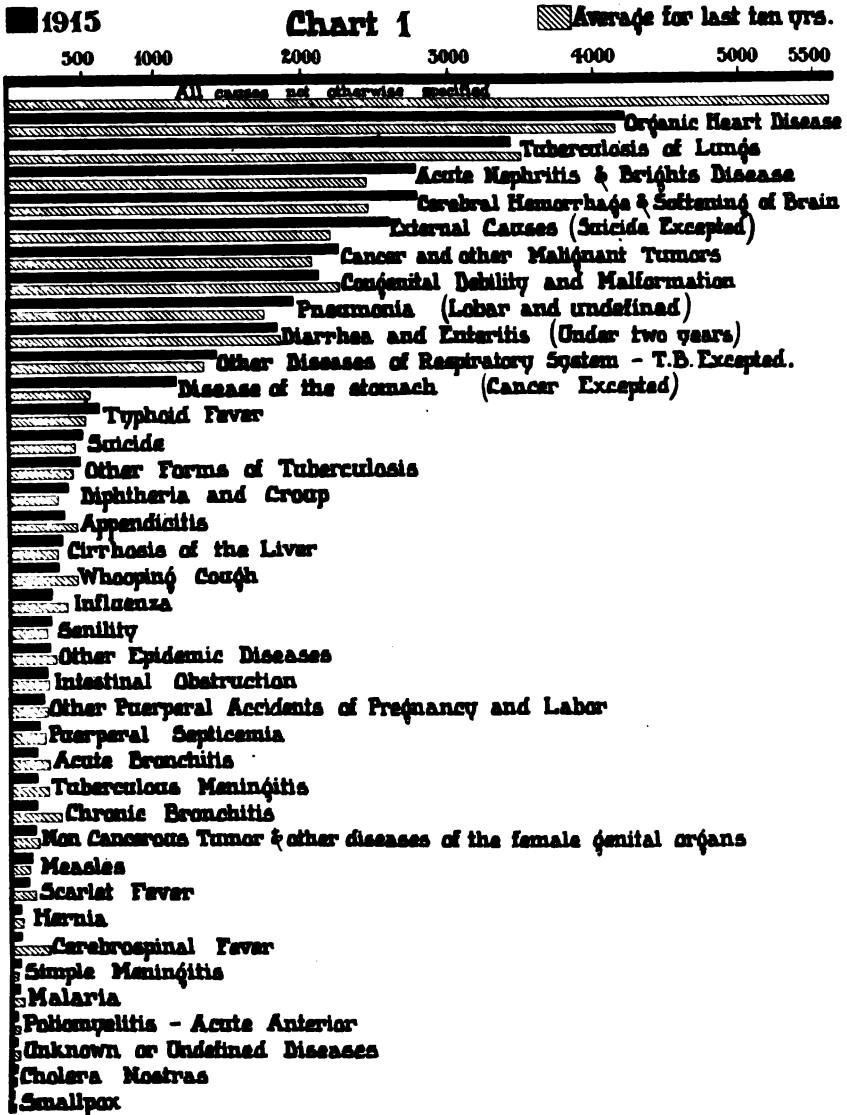 1915 Chart 1 Average for last ten yrs.
500 1000 2000 3000 4000 5000 5500
All causes not otherwise specified
Organic Heart Disease
Tuberculosis of Lungs
Acute Nephritis & Brights Disease
Cerebral Hemorrhage & Softening of Brain
External Causes (Suicide Excepted)
Cancer and other Malignant Tumors
Congenital Debility and Malformation
Pneumonia (Lobar and undefined)
Diarrhea and Enteritis (Under two years)
Other Diseases of Respiratory System - T.B. Excepted.
Disease of the stomach (Cancer Excepted)
Typhoid Fever
Suicide
Other Forms of Tuberculosis
Diphtheria and Croup
Appendicitis
Cirrhosis of the Liver
Whooping Cough
Influenza
Senility
Other Epidemic Diseases
Intestinal Obstruction
Other Puerperal Accidents of Pregnancy and Labor
Puerperal Septicemia
Acute Bronchitis
Tuberculous Meningitis
Chronic Bronchitis
Non Cancerous Tumor & other diseases of the female genital organs
Measles
Scarlet Fever
Hernia
Cerebrospinal Fever
Simple Meningitis
Malaria
Poliomyelitis - Acute Anterior
Unknown or Undefined Diseases
Cholera Nostras
Smallpox